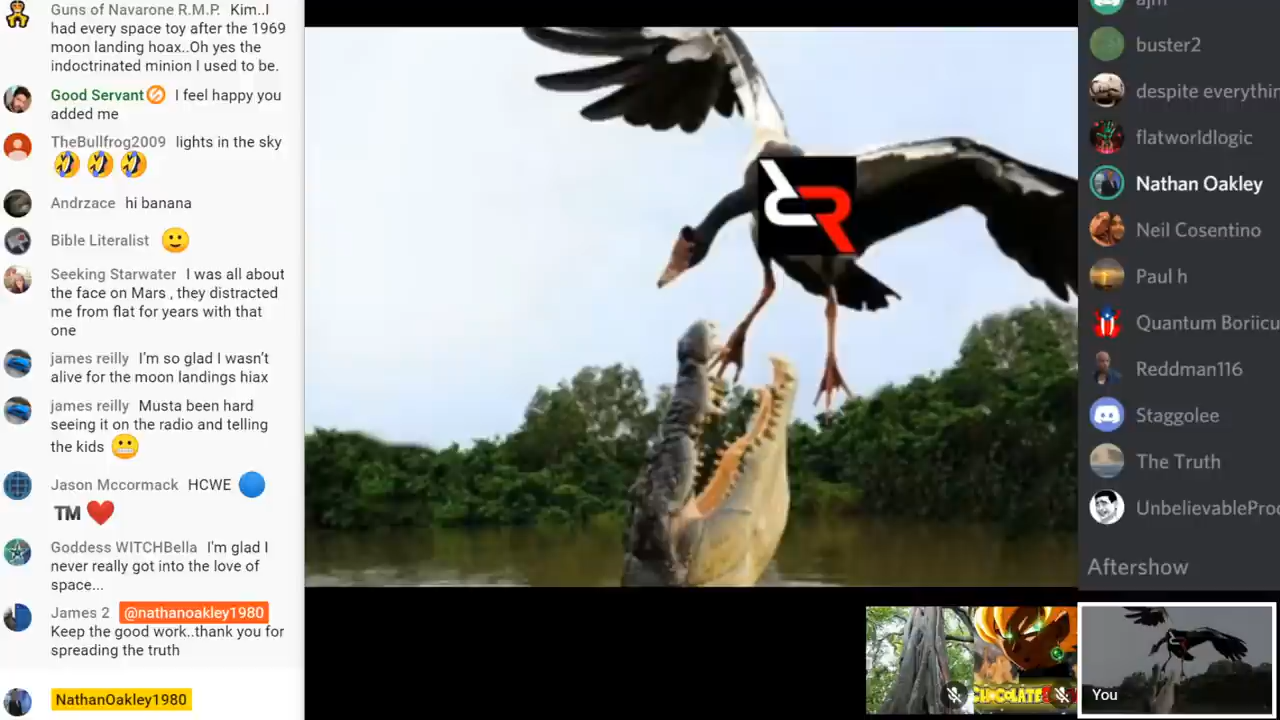 Guns of Navarone R.M.P. Kim..I
had every space toy after the 1969
moon landing hoax..Oh yes the
indoctrinated minion I used to be.
Good Servant I feel happy you
added me
TheBullfrog2009 lights in the sky
Andrzace hi banana
Bible Literalist
Seeking Starwater I was all about
the face on Mars , they distracted
me from flat for years with that
one
james reilly I'm so glad I wasn't
alive for the moon landings hiax
james reilly Musta been hard
seeing it on the radio and telling
the kids
Jason Mccormack HCWE
TM
Goddess WITCHBella I'm glad I
never really got into the love of
space...
James 2 @nathanoakley1980
Keep the good work..thank you for
spreading the truth
NathanOakley1980
R
ajm
buster2
despite everythin
flatworldlogic
Nathan Oakley
Neil Cosentino
Paul h
Quantum Boriicu
Reddman116
Staggolee
The Truth
UnbelievableProd
Aftershow
You